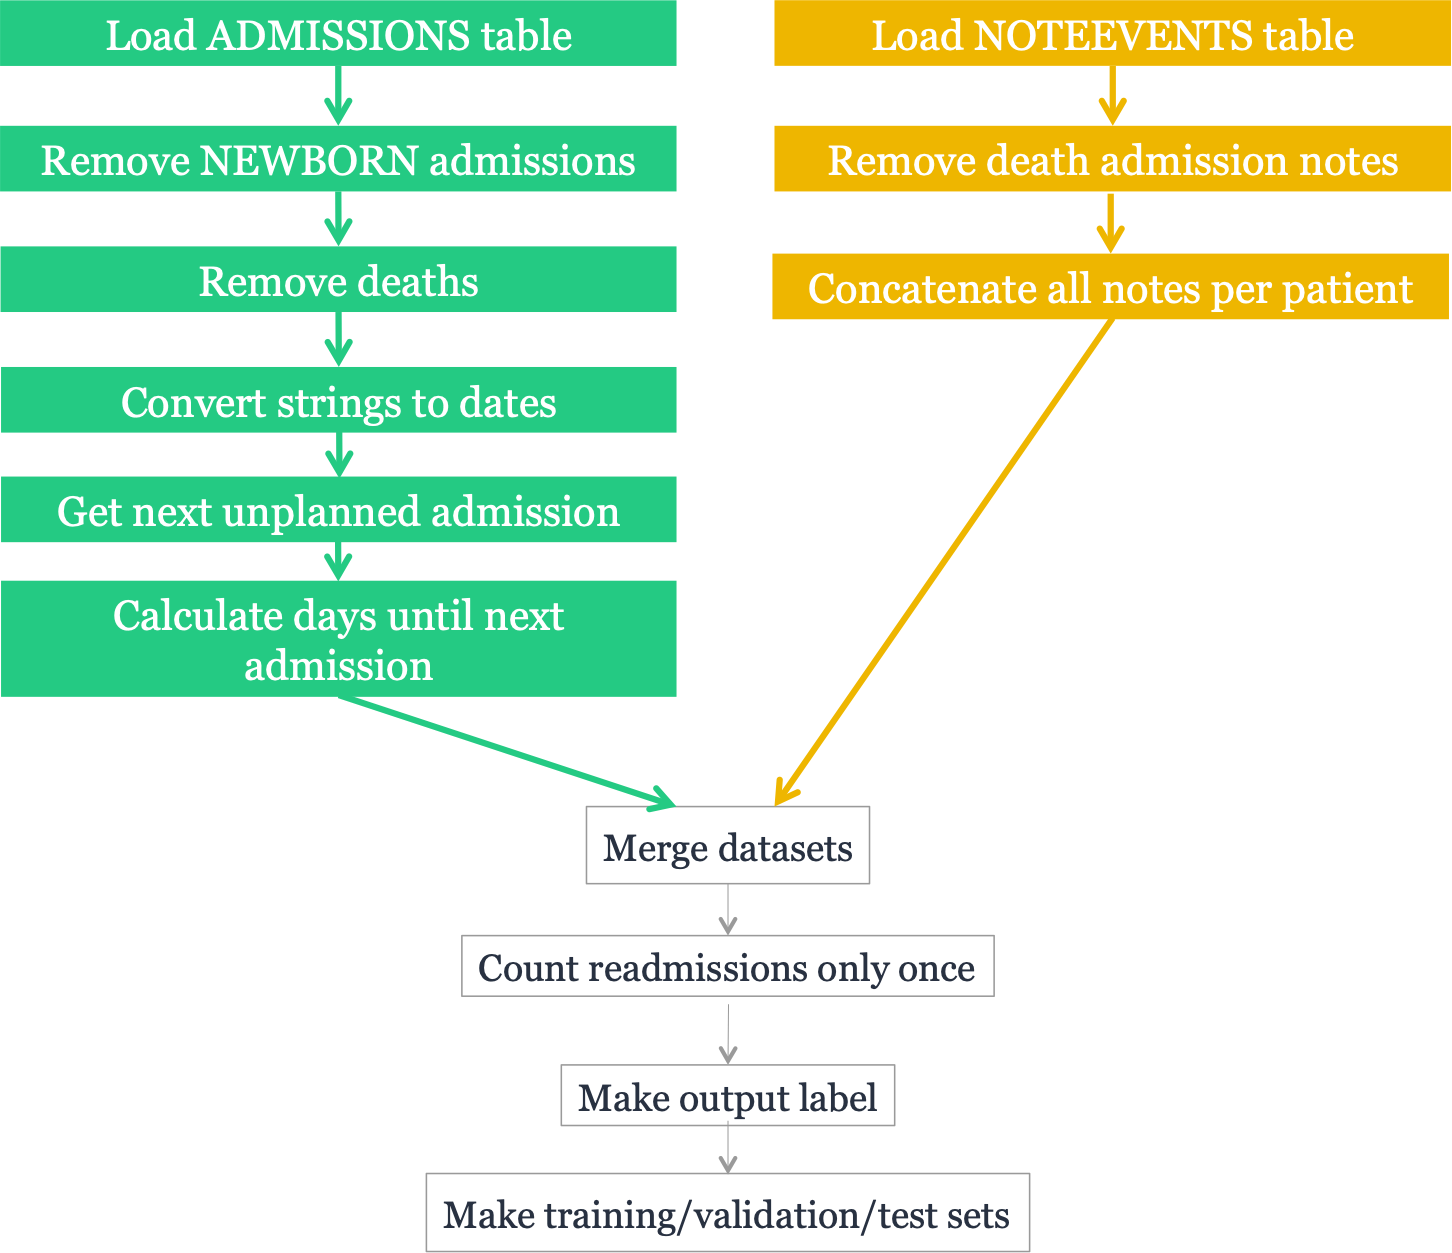 Load ADMISSIONS table
Remove NEWBORN admissions
Remove deaths
Convert strings to dates
Get next unplanned admission
Calculate days until next
admission
Load NOTEEVENTS table
Remove death admission notes
Concatenate all notes per patient
Merge datasets
Count readmissions only once
Make output label
Make training/validation/test sets